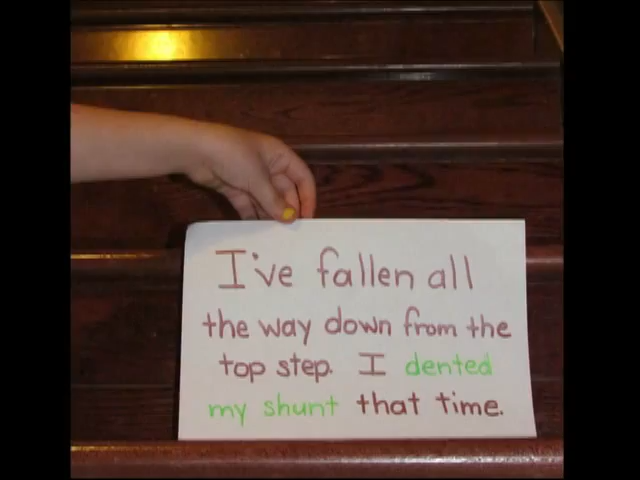 I've fallen all
the way down from the
top step. I dented
my shunt that time.